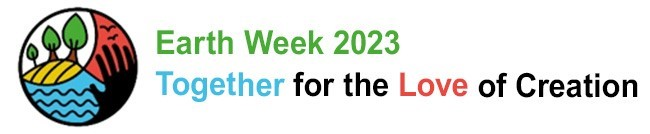 Earth Week 2023
Together for the Love of Creation